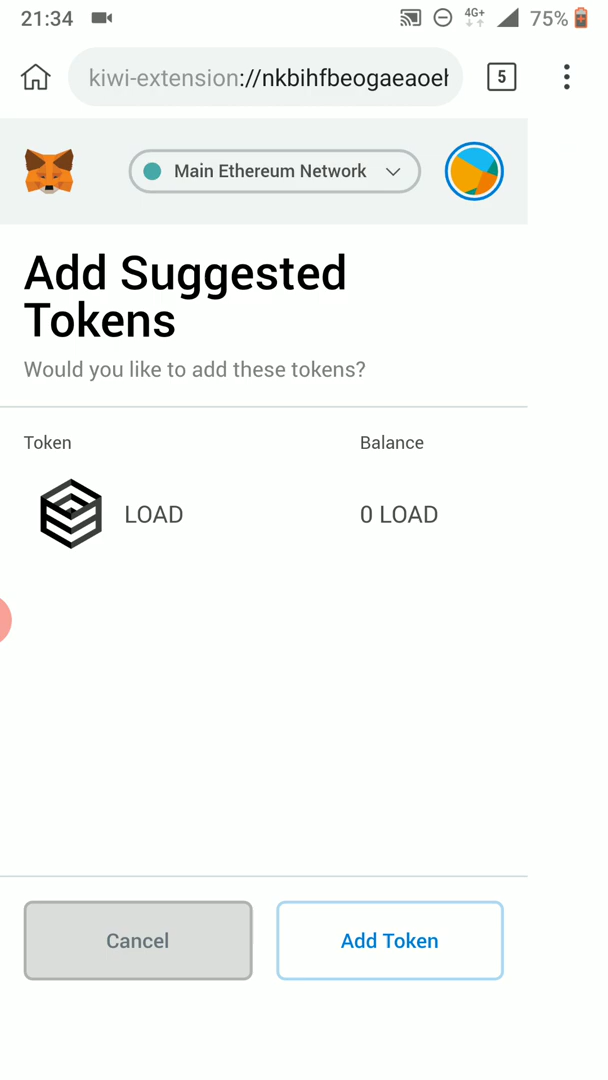 21:34
4G+
75%
kiwi-extension://nkbihfbeogaeaoeh
5
Main Ethereum Network
Add Suggested
Tokens
Would you like to add these tokens?
Token Balance
LOAD 0 LOAD
Cancel Add Token